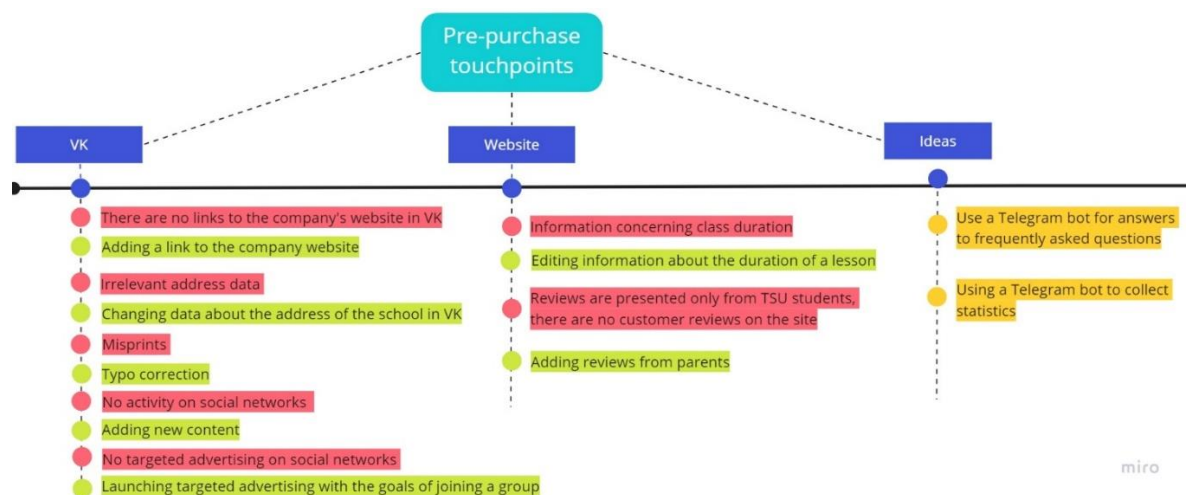 Pre-purchase
touchpoints
VK
Website
Ideas
There are no links to the company's website in VK
Adding a link to the company website
Irrelevant address data
Changing data about the address of the school in VK
Misprints
Typo correction
No activity on social networks
Adding new content
No targeted advertising on social networks
Launching targeted advertising with the goals of joining a group
Information concerning class duration
Editing information about the duration of a lesson
Reviews are presented only from TSU students,
there are no customer reviews on the site
Adding reviews from parents
Use a Telegram bot for answers
to frequently asked questions
Using a Telegram bot to collect
statistics
miro